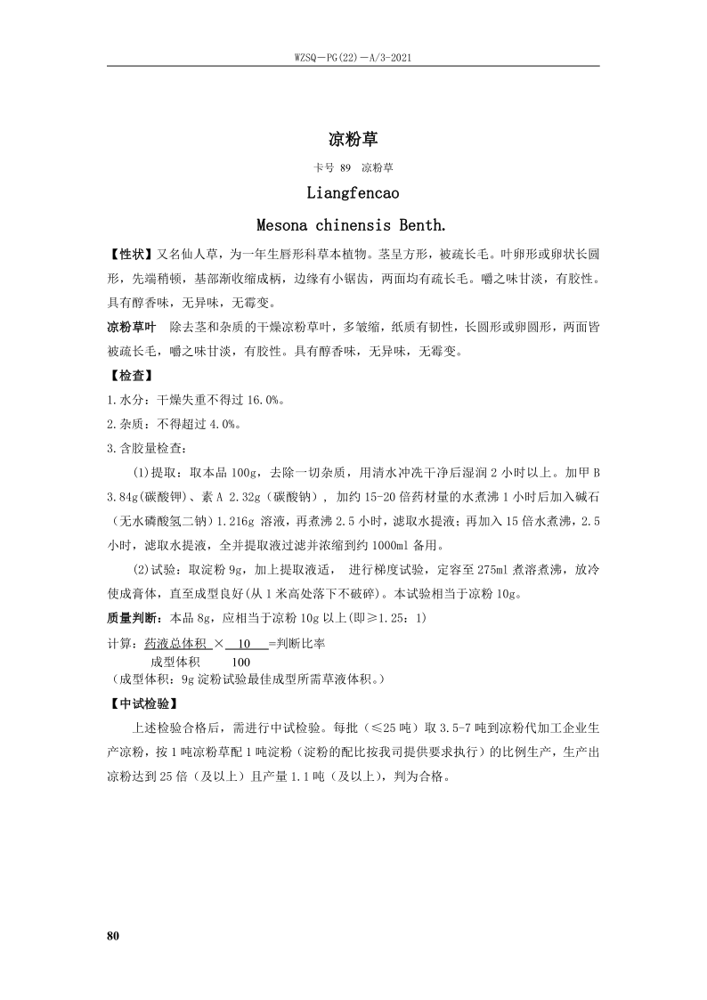 WZSQ－PG(22)－A/3-2021
凉粉草
卡号 89 凉粉草
Liangfencao
Mesona chinensis Benth.
【性状】又名仙人草，为一年生唇形科草本植物。茎呈方形，被疏长毛。叶卵形或卵状长圆
形，先端稍顿，基部渐收缩成柄，边缘有小锯齿，两面均有疏长毛。嚼之味甘淡，有胶性。
具有醇香味，无异味，无霉变。
凉粉草叶 除去茎和杂质的干燥凉粉草叶，多皱缩，纸质有韧性，长圆形或卵圆形，两面皆
被疏长毛，嚼之味甘淡，有胶性。具有醇香味，无异味，无霉变。
【检查】
1.水分：干燥失重不得过 16.0%。
2.杂质：不得超过 4.0%。
3.含胶量检查：
(1)提取：取本品 100g，去除一切杂质，用清水冲冼干净后湿润 2 小时以上。加甲 B
3.84g(碳酸钾)、素 A 2.32g（碳酸钠）, 加约 15-20 倍药材量的水煮沸 1 小时后加入碱石
（无水磷酸氢二钠）1.216g 溶液，再煮沸 2.5 小时，滤取水提液；再加入 15 倍水煮沸，2.5
小时，滤取水提液，全并提取液过滤并浓缩到约 1000ml 备用。
(2)试验：取淀粉 9g，加上提取液适， 进行梯度试验，定容至 275ml 煮溶煮沸，放冷
使成膏体，直至成型良好(从 1 米高处落下不破碎)。本试验相当于凉粉 10g。
质量判断：本品 8g，应相当于凉粉 10g 以上(即≥1.25：1)
计算：药液总体积 × 10 =判断比率
成型体积 100
（成型体积：9g 淀粉试验最佳成型所需草液体积。）
【中试检验】
上述检验合格后，需进行中试检验。每批（≤25 吨）取 3.5-7 吨到凉粉代加工企业生
产凉粉，按 1 吨凉粉草配 1 吨淀粉（淀粉的配比按我司提供要求执行）的比例生产，生产出
凉粉达到 25 倍（及以上）且产量 1.1 吨（及以上），判为合格。
80